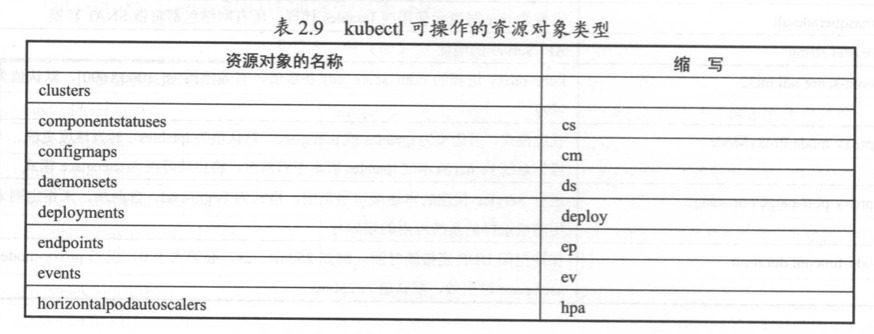 表 2.9 kubectl 可操作的资源对象类型
资源对象的名称 缩 写
clusters
componentstatuses cs
configmaps cm
daemonsets ds
deployments deploy
endpoints ep
events ev
horizontalpodautoscalers hpa